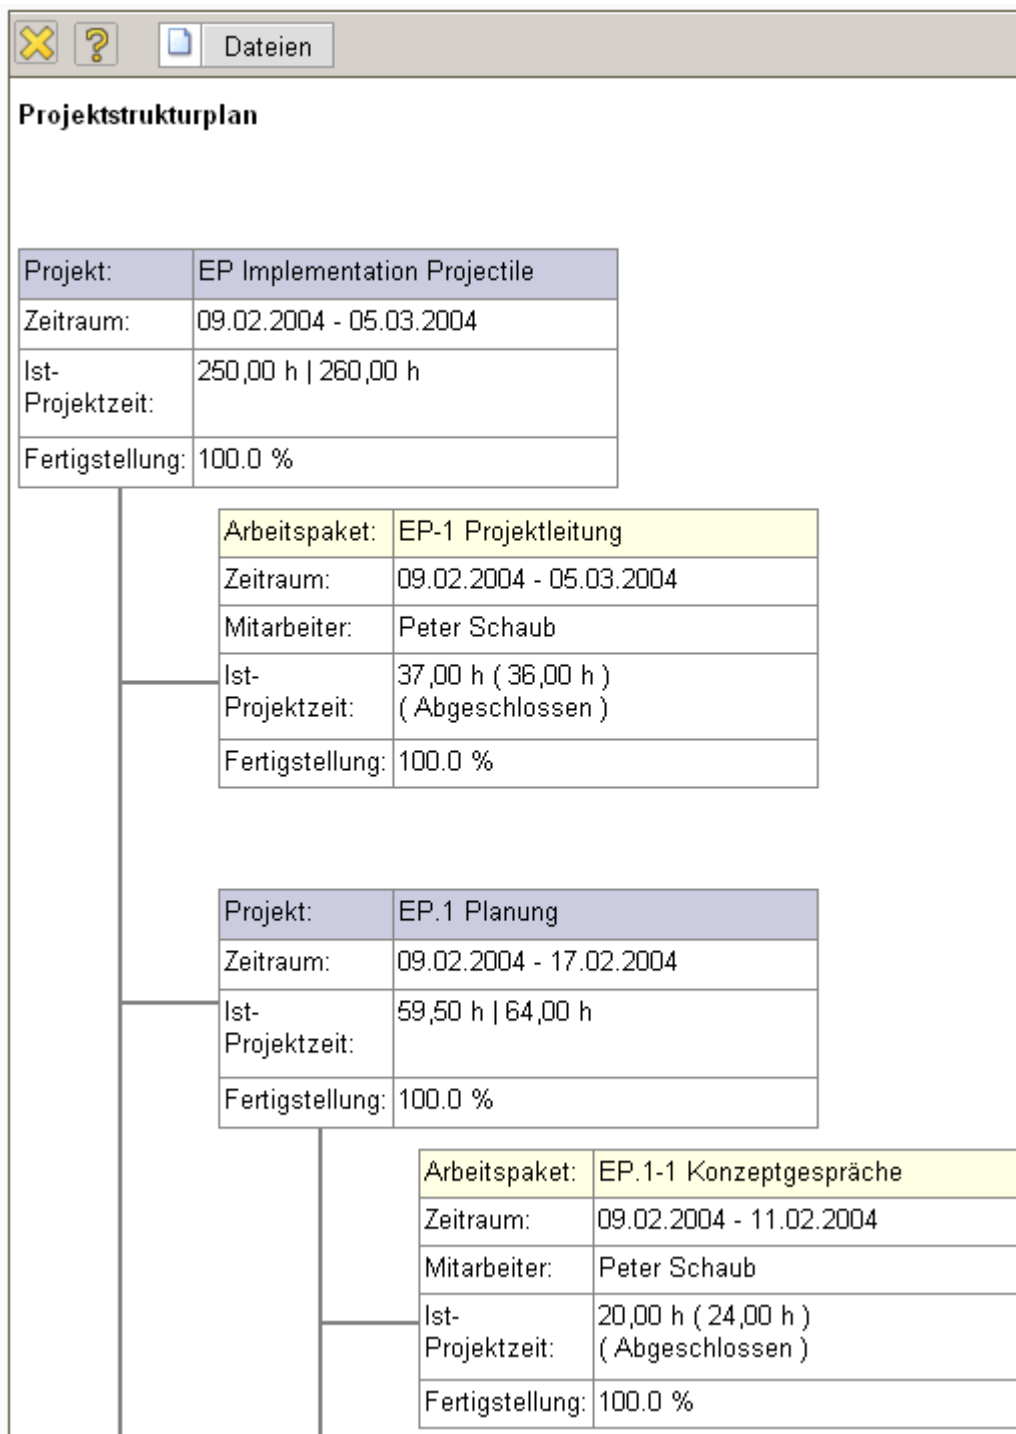 Dateien
Projektstrukturplan
Projekt: EP Implementation Projectile
Zeitraum: 09.02.2004 - 05.03.2004
Ist- 250,00 h | 260,00 h
Projektzeit:
Fertigstellung: 100.0 %
Arbeitspaket: EP-1 Projektleitung
Zeitraum: 09.02.2004 - 05.03.2004
Mitarbeiter: Peter Schaub
Ist- 37,00 h ( 36,00 h )
Projektzeit: ( Abgeschlossen )
Fertigstellung: 100.0 %
Projekt: EP.1 Planung
Zeitraum: 09.02.2004 - 17.02.2004
Ist- 59,50 h | 64,00 h
Projektzeit:
Fertigstellung: 100.0 %
Arbeitspaket: EP.1-1 Konzeptgespräche
Zeitraum: 09.02.2004 - 11.02.2004
Mitarbeiter: Peter Schaub
Ist- 20,00 h ( 24,00 h )
Projektzeit: ( Abgeschlossen )
Fertigstellung: 100.0 %